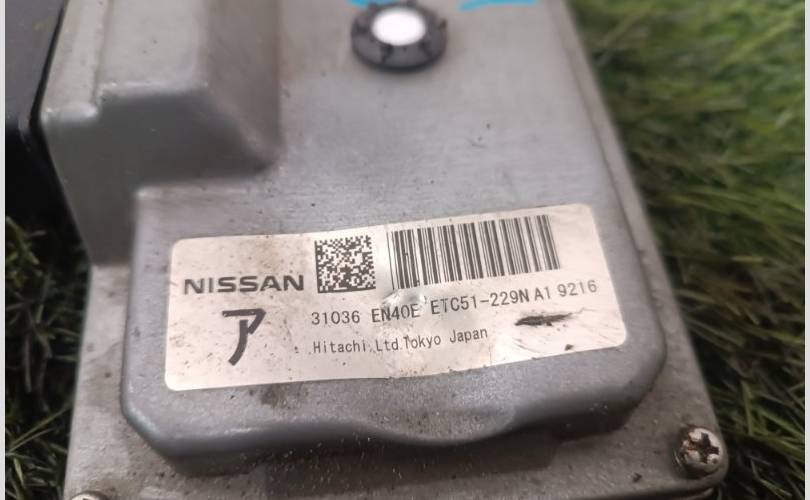 NISSAN
ア
31036 EN40E ETC51-229N A1 9216
Hitachi,Ltd.Tokyo Japan